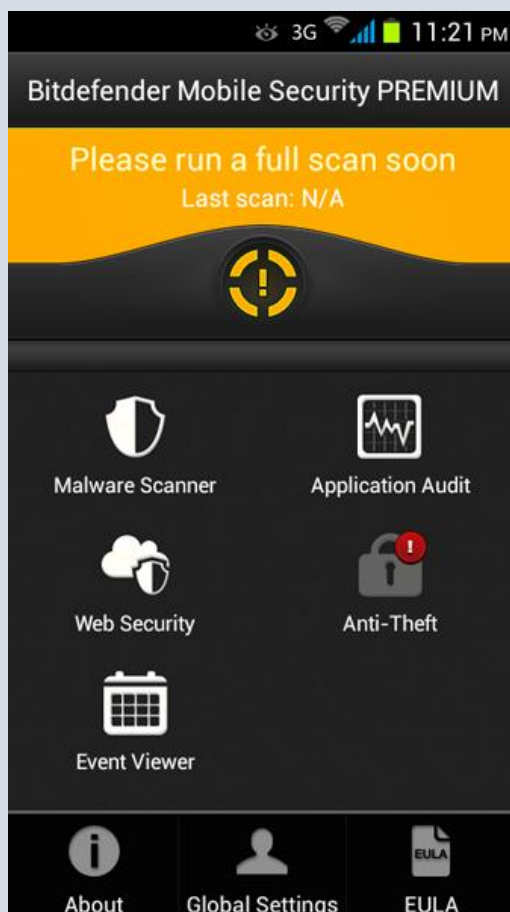 3G 11:21 PM
Bitdefender Mobile Security PREMIUM
Please run a full scan soon
Last scan: N/A
!
Malware Scanner Application Audit
!
Web Security Anti-Theft
Event Viewer
i EULA
About Global Settings EULA